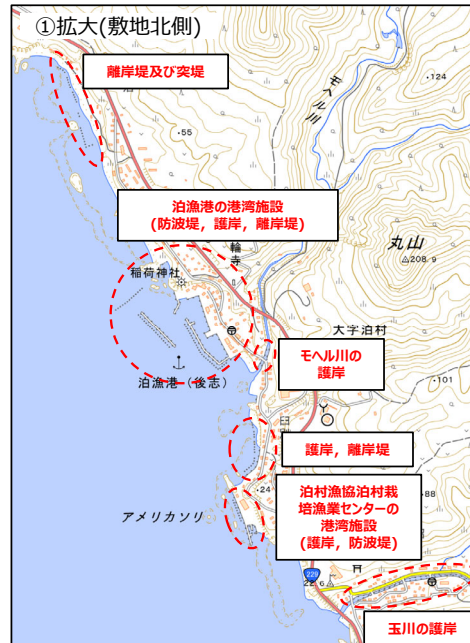 ①拡大(敷地北側)
離岸堤及び突堤
・124
モヘル川
・55
泊漁港の港湾施設
(防波堤，護岸，離岸堤)
輪寺
丸山
△208.9
稲荷神社
大字泊村
モヘル川の
護岸
泊漁港（後志）
・101
臼別
護岸，離岸堤
・24
泊村漁協泊村栽
培漁業センターの
港湾施設
(護岸，防波堤)
88
アメリカソリ
229
22.6
玉川の護岸